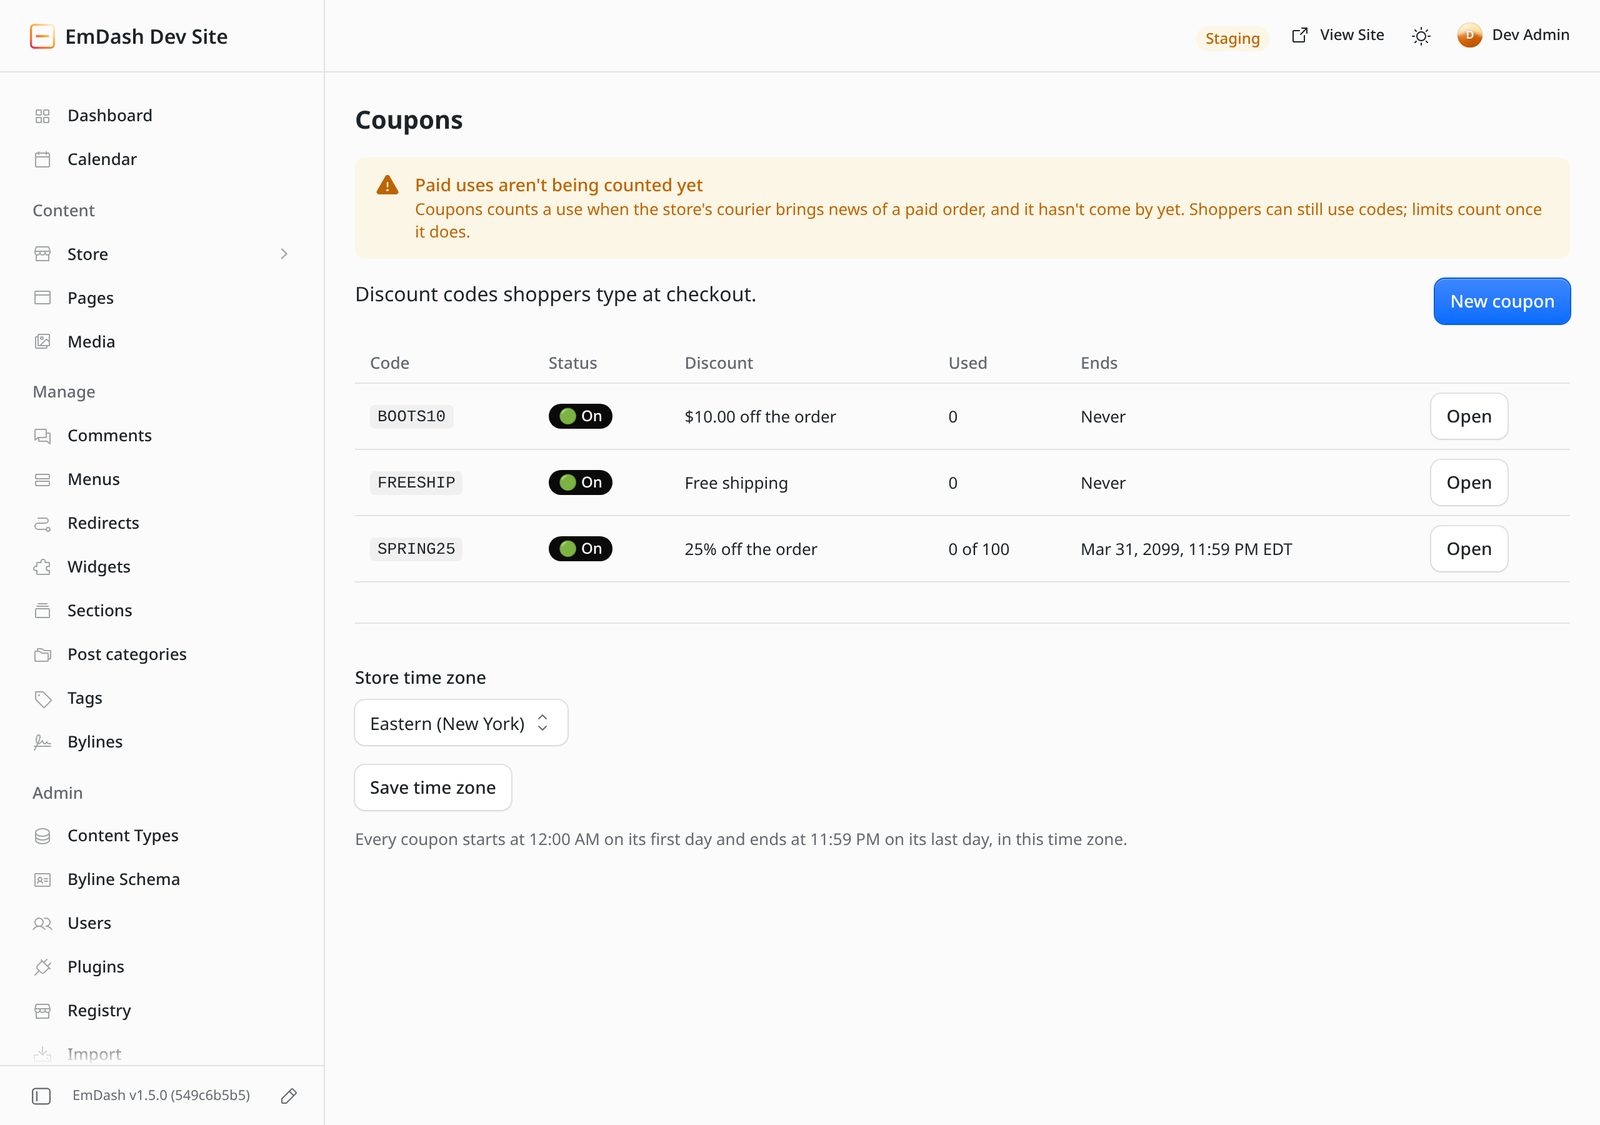 EmDash Dev Site
Staging
View Site
D
Dev Admin
Dashboard
Calendar
Content
Store
Pages
Media
Manage
Comments
Menus
Redirects
Widgets
Sections
Post categories
Tags
Bylines
Admin
Content Types
Byline Schema
Users
Plugins
Registry
Import
EmDash v1.5.0 (549c6b5b5)
Coupons
Paid uses aren't being counted yet
Coupons counts a use when the store's courier brings news of a paid order, and it hasn't come by yet. Shoppers can still use codes; limits count once
it does.
Discount codes shoppers type at checkout.
New coupon
Code Status Discount Used Ends
BOOTS10 On $10.00 off the order 0 Never Open
FREESHIP On Free shipping 0 Never Open
SPRING25 On 25% off the order 0 of 100 Mar 31, 2099, 11:59 PM EDT Open
Store time zone
Eastern (New York)
Save time zone
Every coupon starts at 12:00 AM on its first day and ends at 11:59 PM on its last day, in this time zone.